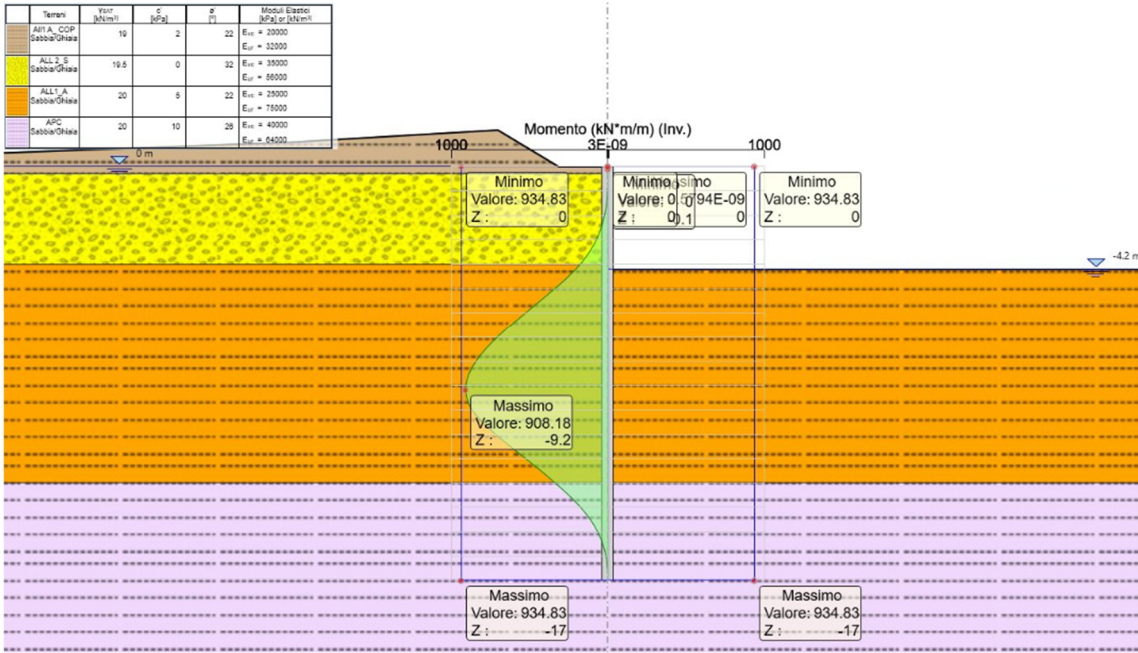 Terreni γSAT c' ø' Moduli Elastici
[kN/m³] [kPa] [°] [kPa] or [kN/m³]
All1 A_COP
Sabbia/Ghiaia
19 2 22
Evc = 20000
Eur = 32000
ALL 2_S
Sabbia/Ghiaia
19.5 0 32
Evc = 35000
Eur = 56000
ALL1_A
Sabbia/Ghiaia
20 5 22
Evc = 25000
Eur = 75000
APC
Sabbia/Ghiaia
20 10 26
Evc = 40000
Eur = 64000
Momento (kN*m/m) (Inv.)
1000 3E-09 1000
0 m
Minimo
Valore: 934.83
Z : 0
Minimo
Valore: 0
Z : 0
Minimo
Valore: 934.83
Z : 0
-4.2 m
Massimo
Valore: 908.18
Z : -9.2
Massimo
Valore: 934.83
Z : -17
Massimo
Valore: 934.83
Z : -17